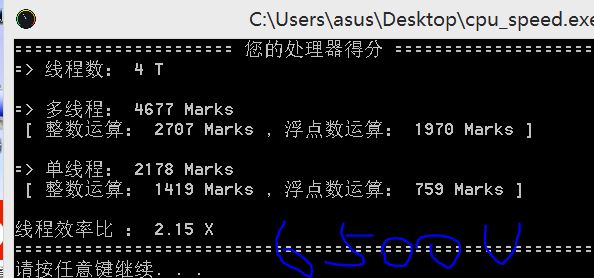 C:\Users\asus\Desktop\cpu_speed.exe
---------------------- 您的处理器得分 ----------------------
=> 线程数： 4 T
=> 多线程： 4677 Marks
[ 整数运算： 2707 Marks , 浮点数运算： 1970 Marks ]
=> 单线程： 2178 Marks
[ 整数运算： 1419 Marks , 浮点数运算： 759 Marks ]
线程效率比 ： 2.15 X
6500U
请按任意键继续. . .